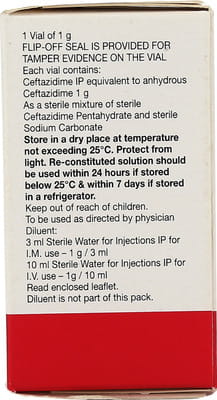 1 Vial of 1 g
FLIP-OFF SEAL IS PROVIDED FOR
TAMPER EVIDENCE ON THE VIAL
Each vial contains:
Ceftazidime IP equivalent to anhydrous
Ceftazidime 1 g
As a sterile mixture of sterile
Ceftazidime Pentahydrate and sterile
Sodium Carbonate
Store in a dry place at temperature
not exceeding 25°C. Protect from
light. Re-constituted solution should
be used within 24 hours if stored
below 25°C & within 7 days if stored
in a refrigerator.
Keep out of reach of children.
To be used as directed by physician
Diluent:
3 ml Sterile Water for Injections IP for
I.M. use – 1 g / 3 ml
10 ml Sterile Water for Injections IP for
I.V. use – 1g / 10 ml
Read enclosed leaflet.
Diluent is not part of this pack.